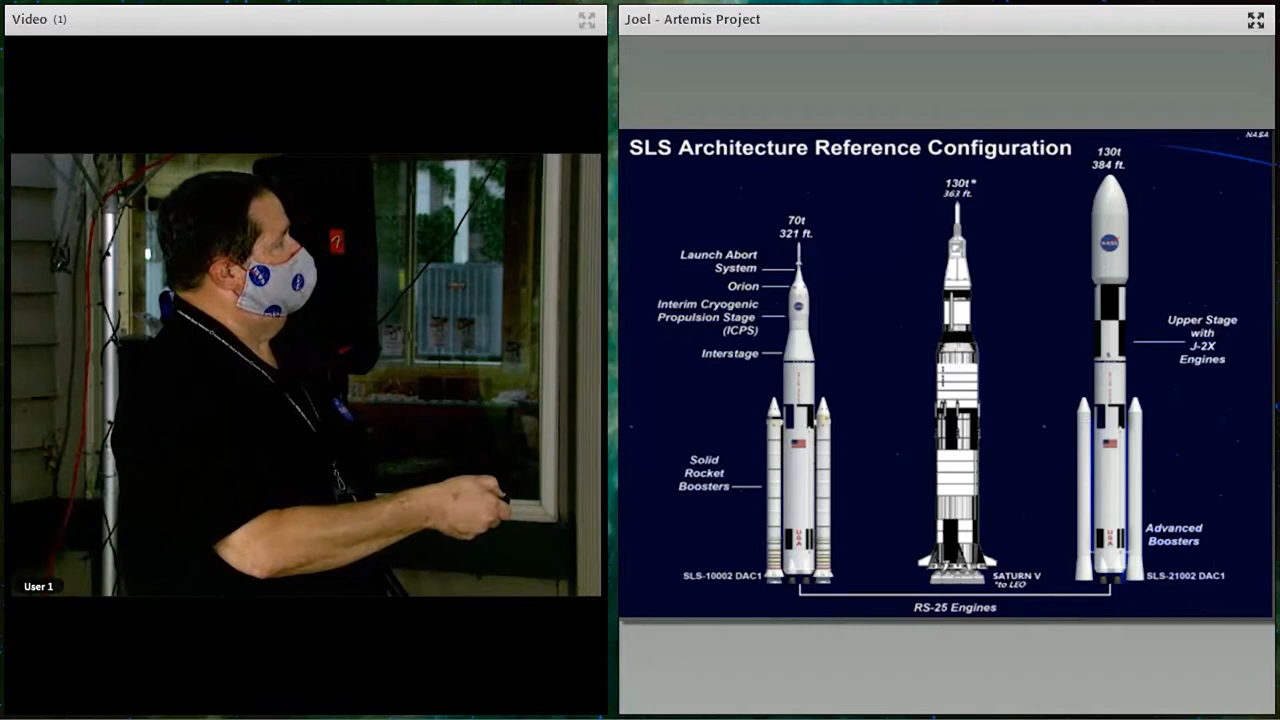 Video (1)
Joel - Artemis Project
User 1
NASA
SLS Architecture Reference Configuration
70t
321 ft.
Launch Abort
System
Orion
Interim Cryogenic
Propulsion Stage
(ICPS)
Interstage
Solid
Rocket
Boosters
SLS-10002 DAC1
USA
130t*
363 ft.
SATURN V
*to LEO
130t
384 ft.
Upper Stage
with
J-2X
Engines
Advanced
Boosters
USA
SLS-21002 DAC1
RS-25 Engines